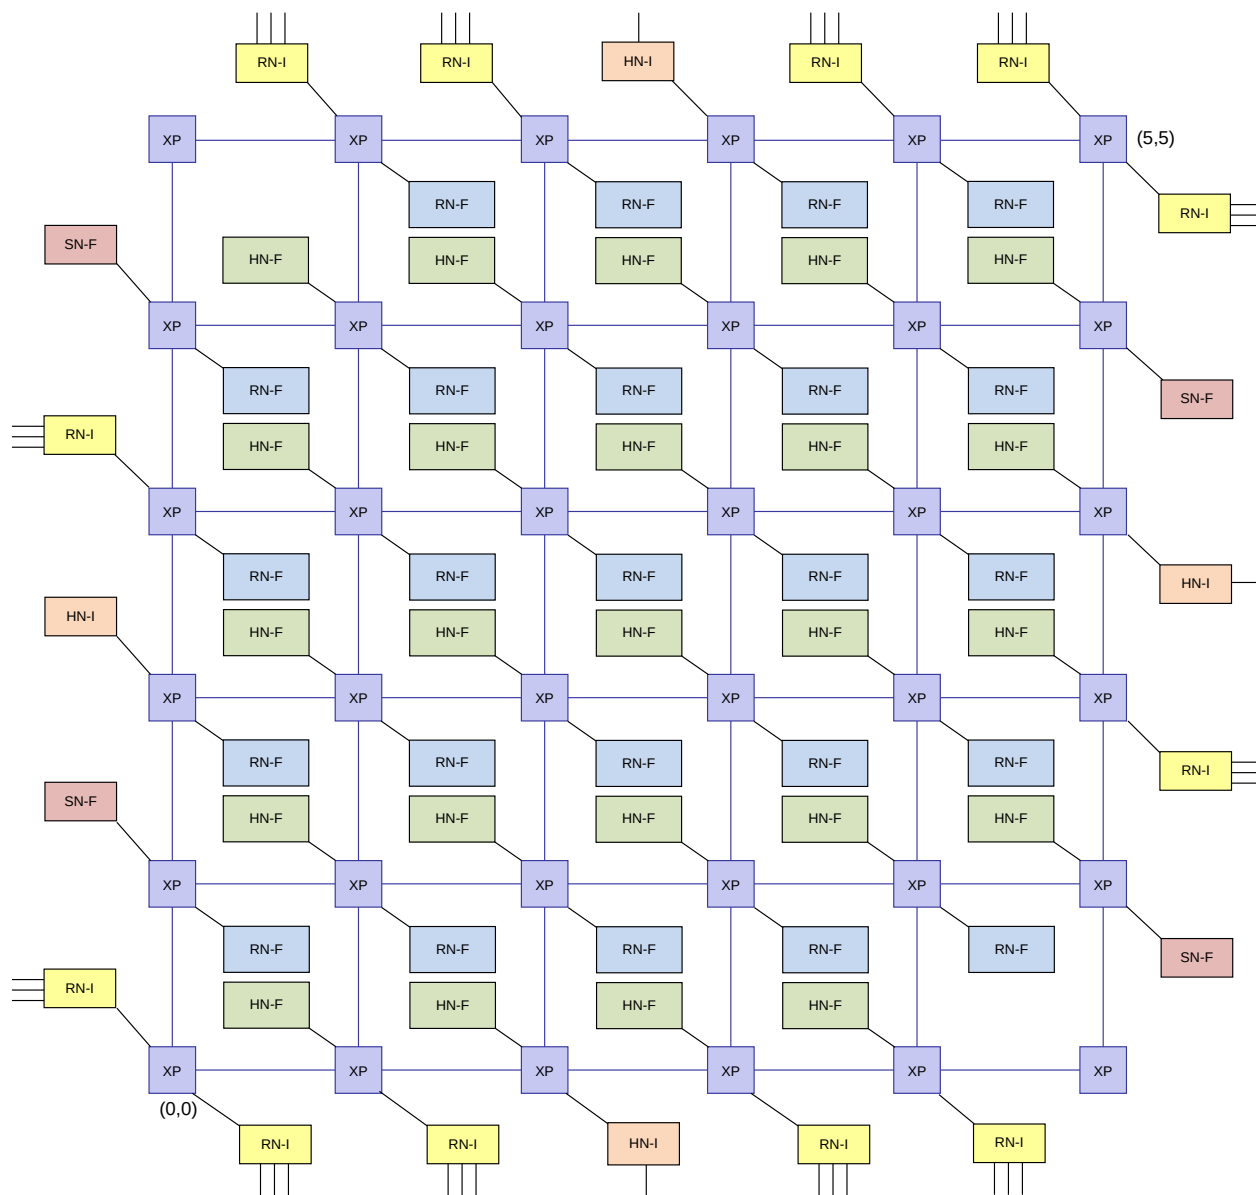 RN-I RN-I HN-I RN-I RN-I
XP XP XP XP XP XP (5,5)
RN-F RN-F RN-F RN-F RN-I
SN-F HN-F HN-F HN-F HN-F HN-F
XP XP XP XP XP XP
RN-F RN-F RN-F RN-F RN-F SN-F
RN-I HN-F HN-F HN-F HN-F HN-F
XP XP XP XP XP XP
RN-F RN-F RN-F RN-F RN-F HN-I
HN-I HN-F HN-F HN-F HN-F HN-F
XP XP XP XP XP XP
RN-F RN-F RN-F RN-F RN-F RN-I
SN-F HN-F HN-F HN-F HN-F HN-F
XP XP XP XP XP XP
RN-F RN-F RN-F RN-F RN-F SN-F
RN-I HN-F HN-F HN-F HN-F
XP XP XP XP XP XP
(0,0)
RN-I RN-I HN-I RN-I RN-I